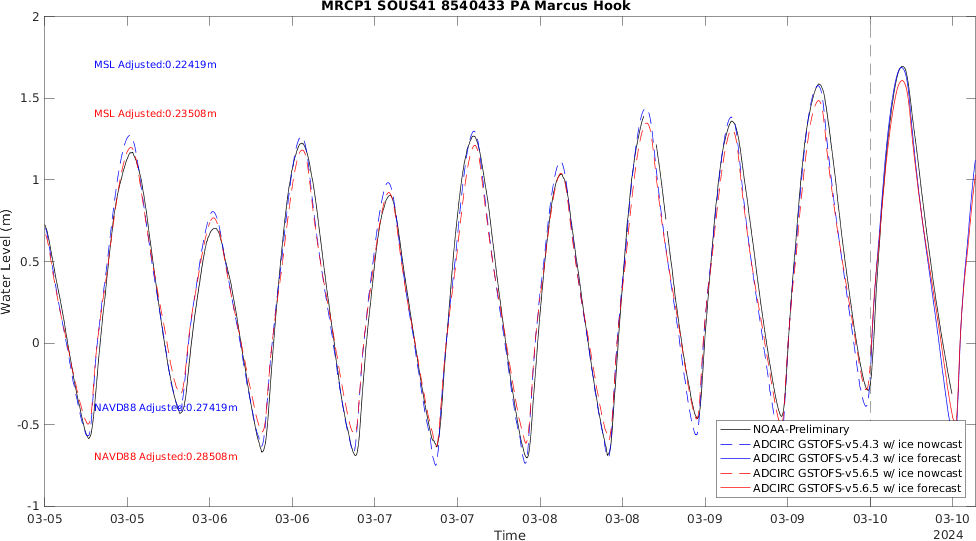 MRCP1 SOUS41 8540433 PA Marcus Hook
2
1.5
1
0.5
0
-0.5
-1
Water Level (m)
MSL Adjusted:0.22419m
MSL Adjusted:0.23508m
NAVD88 Adjusted:0.27419m
NAVD88 Adjusted:0.28508m
NOAA-Preliminary
ADCIRC GSTOFS-v5.4.3 w/ ice nowcast
ADCIRC GSTOFS-v5.4.3 w/ ice forecast
ADCIRC GSTOFS-v5.6.5 w/ ice nowcast
ADCIRC GSTOFS-v5.6.5 w/ ice forecast
03-05 03-05 03-06 03-06 03-07 03-07 03-08 03-08 03-09 03-09 03-10 03-10
2024
Time